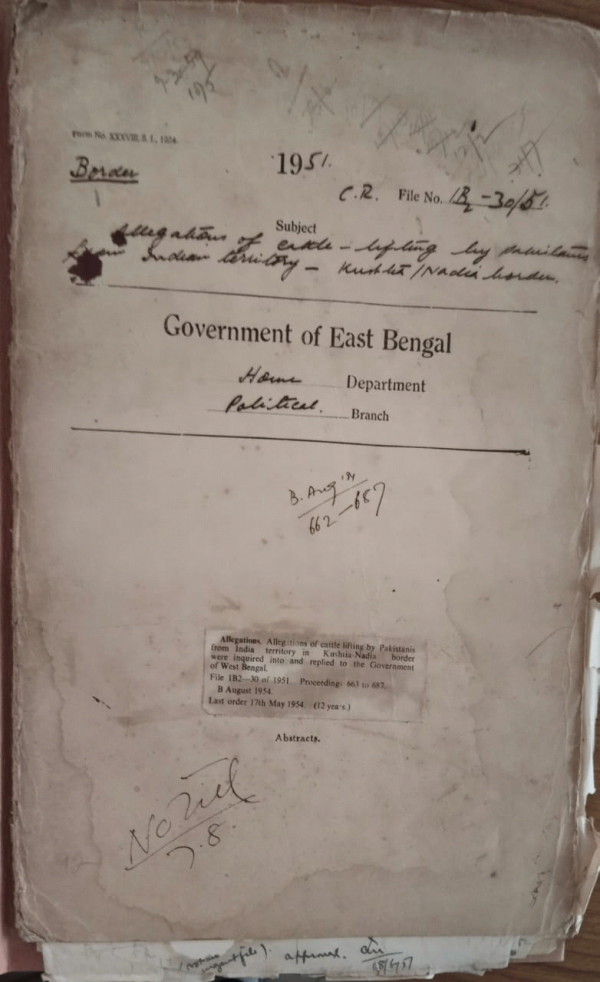 Form No. XXXVIII.S 1, 1924.
Border
1951.
C.R. File No. 1B2-30/51.
Subject
Allegations of cattle-lifting by Pakistanis
from Indian territory - Kushtia/Nadia border.
Government of East Bengal
Home Department
Political. Branch
B. Aug '54
662-687
Allegations. Allegations of cattle lifting by Pakistanis
from India territory in Kushtia-Nadia border
were inquired into and replied to the Government
of West Bengal.
File 1B2—30 of 1951. Proceedings 663 to 687.
B August 1954.
Last order 17th May 1954. (12 years.)
Abstracts.
7.8.
approved.